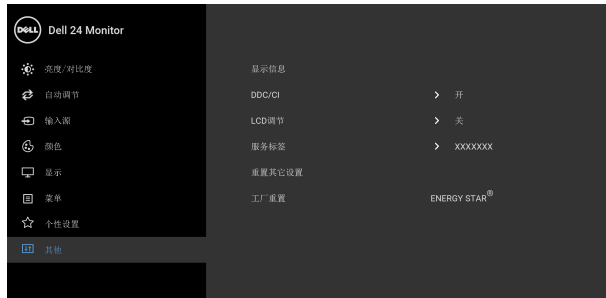 DELL Dell 24 Monitor
亮度/对比度
自动调节
输入源
颜色
显示
菜单
个性设置
其他
显示信息
DDC/CI > 开
LCD调节 > 关
服务标签 > XXXXXXX
重置其它设置
工厂重置 ENERGY STAR®